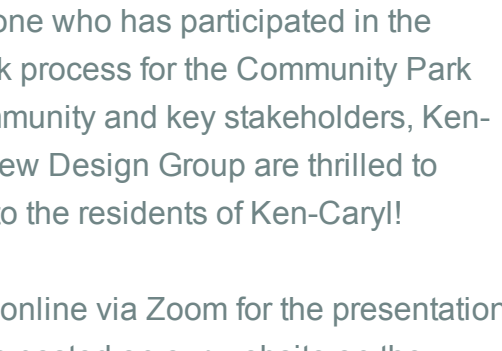 one who has participated in the
k process for the Community Park
munity and key stakeholders, Ken-
ew Design Group are thrilled to
to the residents of Ken-Caryl!
online via Zoom for the presentation